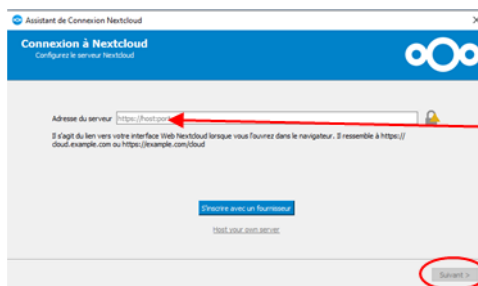 Assistant de Connexion Nextcloud
Connexion à Nextcloud
Configurez le serveur Nextcloud
Adresse du serveur https://host:port
Il s'agit du lien vers votre interface Web Nextcloud lorsque vous l'ouvrez dans le navigateur. Il ressemble à https://
cloud.example.com ou https://example.com/cloud
S'inscrire avec un fournisseur
Host your own server
Suivant >